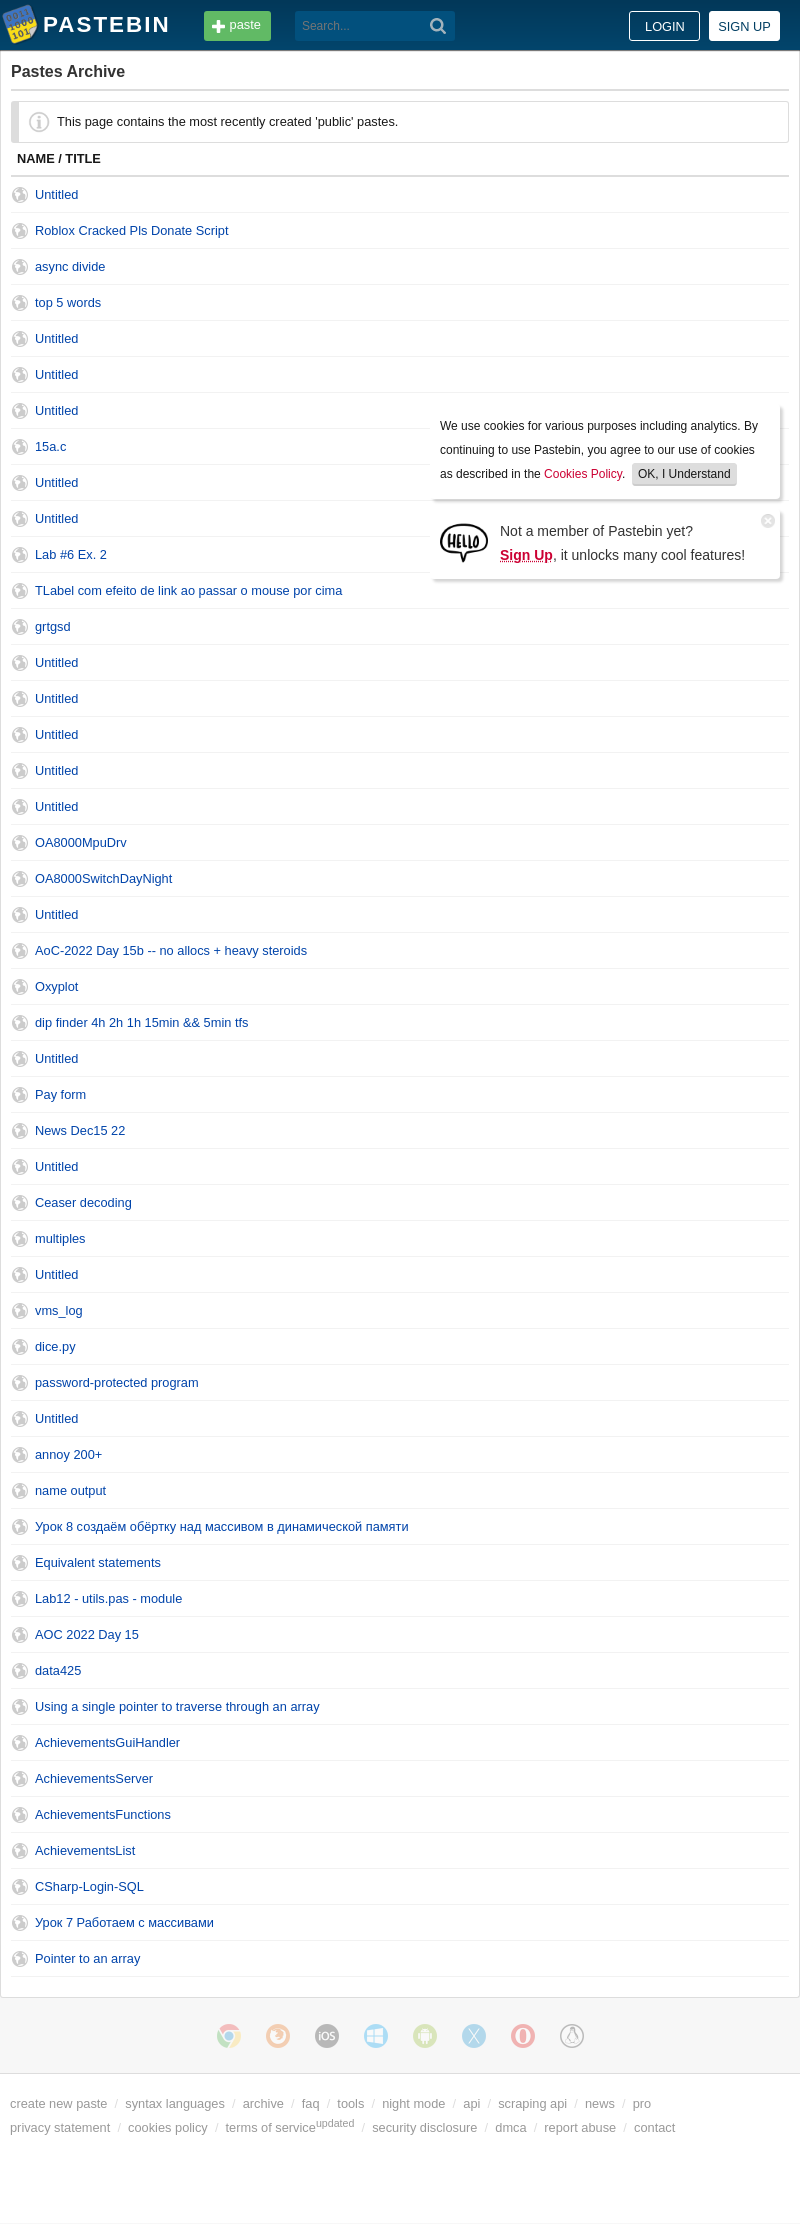 PASTEBIN
paste
Search...
LOGIN
SIGN UP
Pastes Archive
This page contains the most recently created 'public' pastes.
NAME / TITLE
Untitled
Roblox Cracked Pls Donate Script
async divide
top 5 words
Untitled
Untitled
Untitled
15a.c
Untitled
Untitled
Lab #6 Ex. 2
TLabel com efeito de link ao passar o mouse por cima
We use cookies for various purposes including analytics. By
continuing to use Pastebin, you agree to our use of cookies
as described in the Cookies Policy. OK, I Understand
HELLO
Not a member of Pastebin yet?
Sign Up, it unlocks many cool features!
grtgsd
Untitled
Untitled
Untitled
Untitled
Untitled
OA8000MpuDrv
OA8000SwitchDayNight
Untitled
AoC-2022 Day 15b -- no allocs + heavy steroids
Oxyplot
dip finder 4h 2h 1h 15min && 5min tfs
Untitled
Pay form
News Dec15 22
Untitled
Ceaser decoding
multiples
Untitled
vms_log
dice.py
password-protected program
Untitled
annoy 200+
name output
Урок 8 создаём обёртку над массивом в динамической памяти
Equivalent statements
Lab12 - utils.pas - module
AOC 2022 Day 15
data425
Using a single pointer to traverse through an array
AchievementsGuiHandler
AchievementsServer
AchievementsFunctions
AchievementsList
CSharp-Login-SQL
Урок 7 Работаем с массивами
Pointer to an array
iOS
create new paste / syntax languages / archive / faq / tools / night mode / api / scraping api / news / pro
privacy statement / cookies policy / terms of service updated / security disclosure / dmca / report abuse / contact